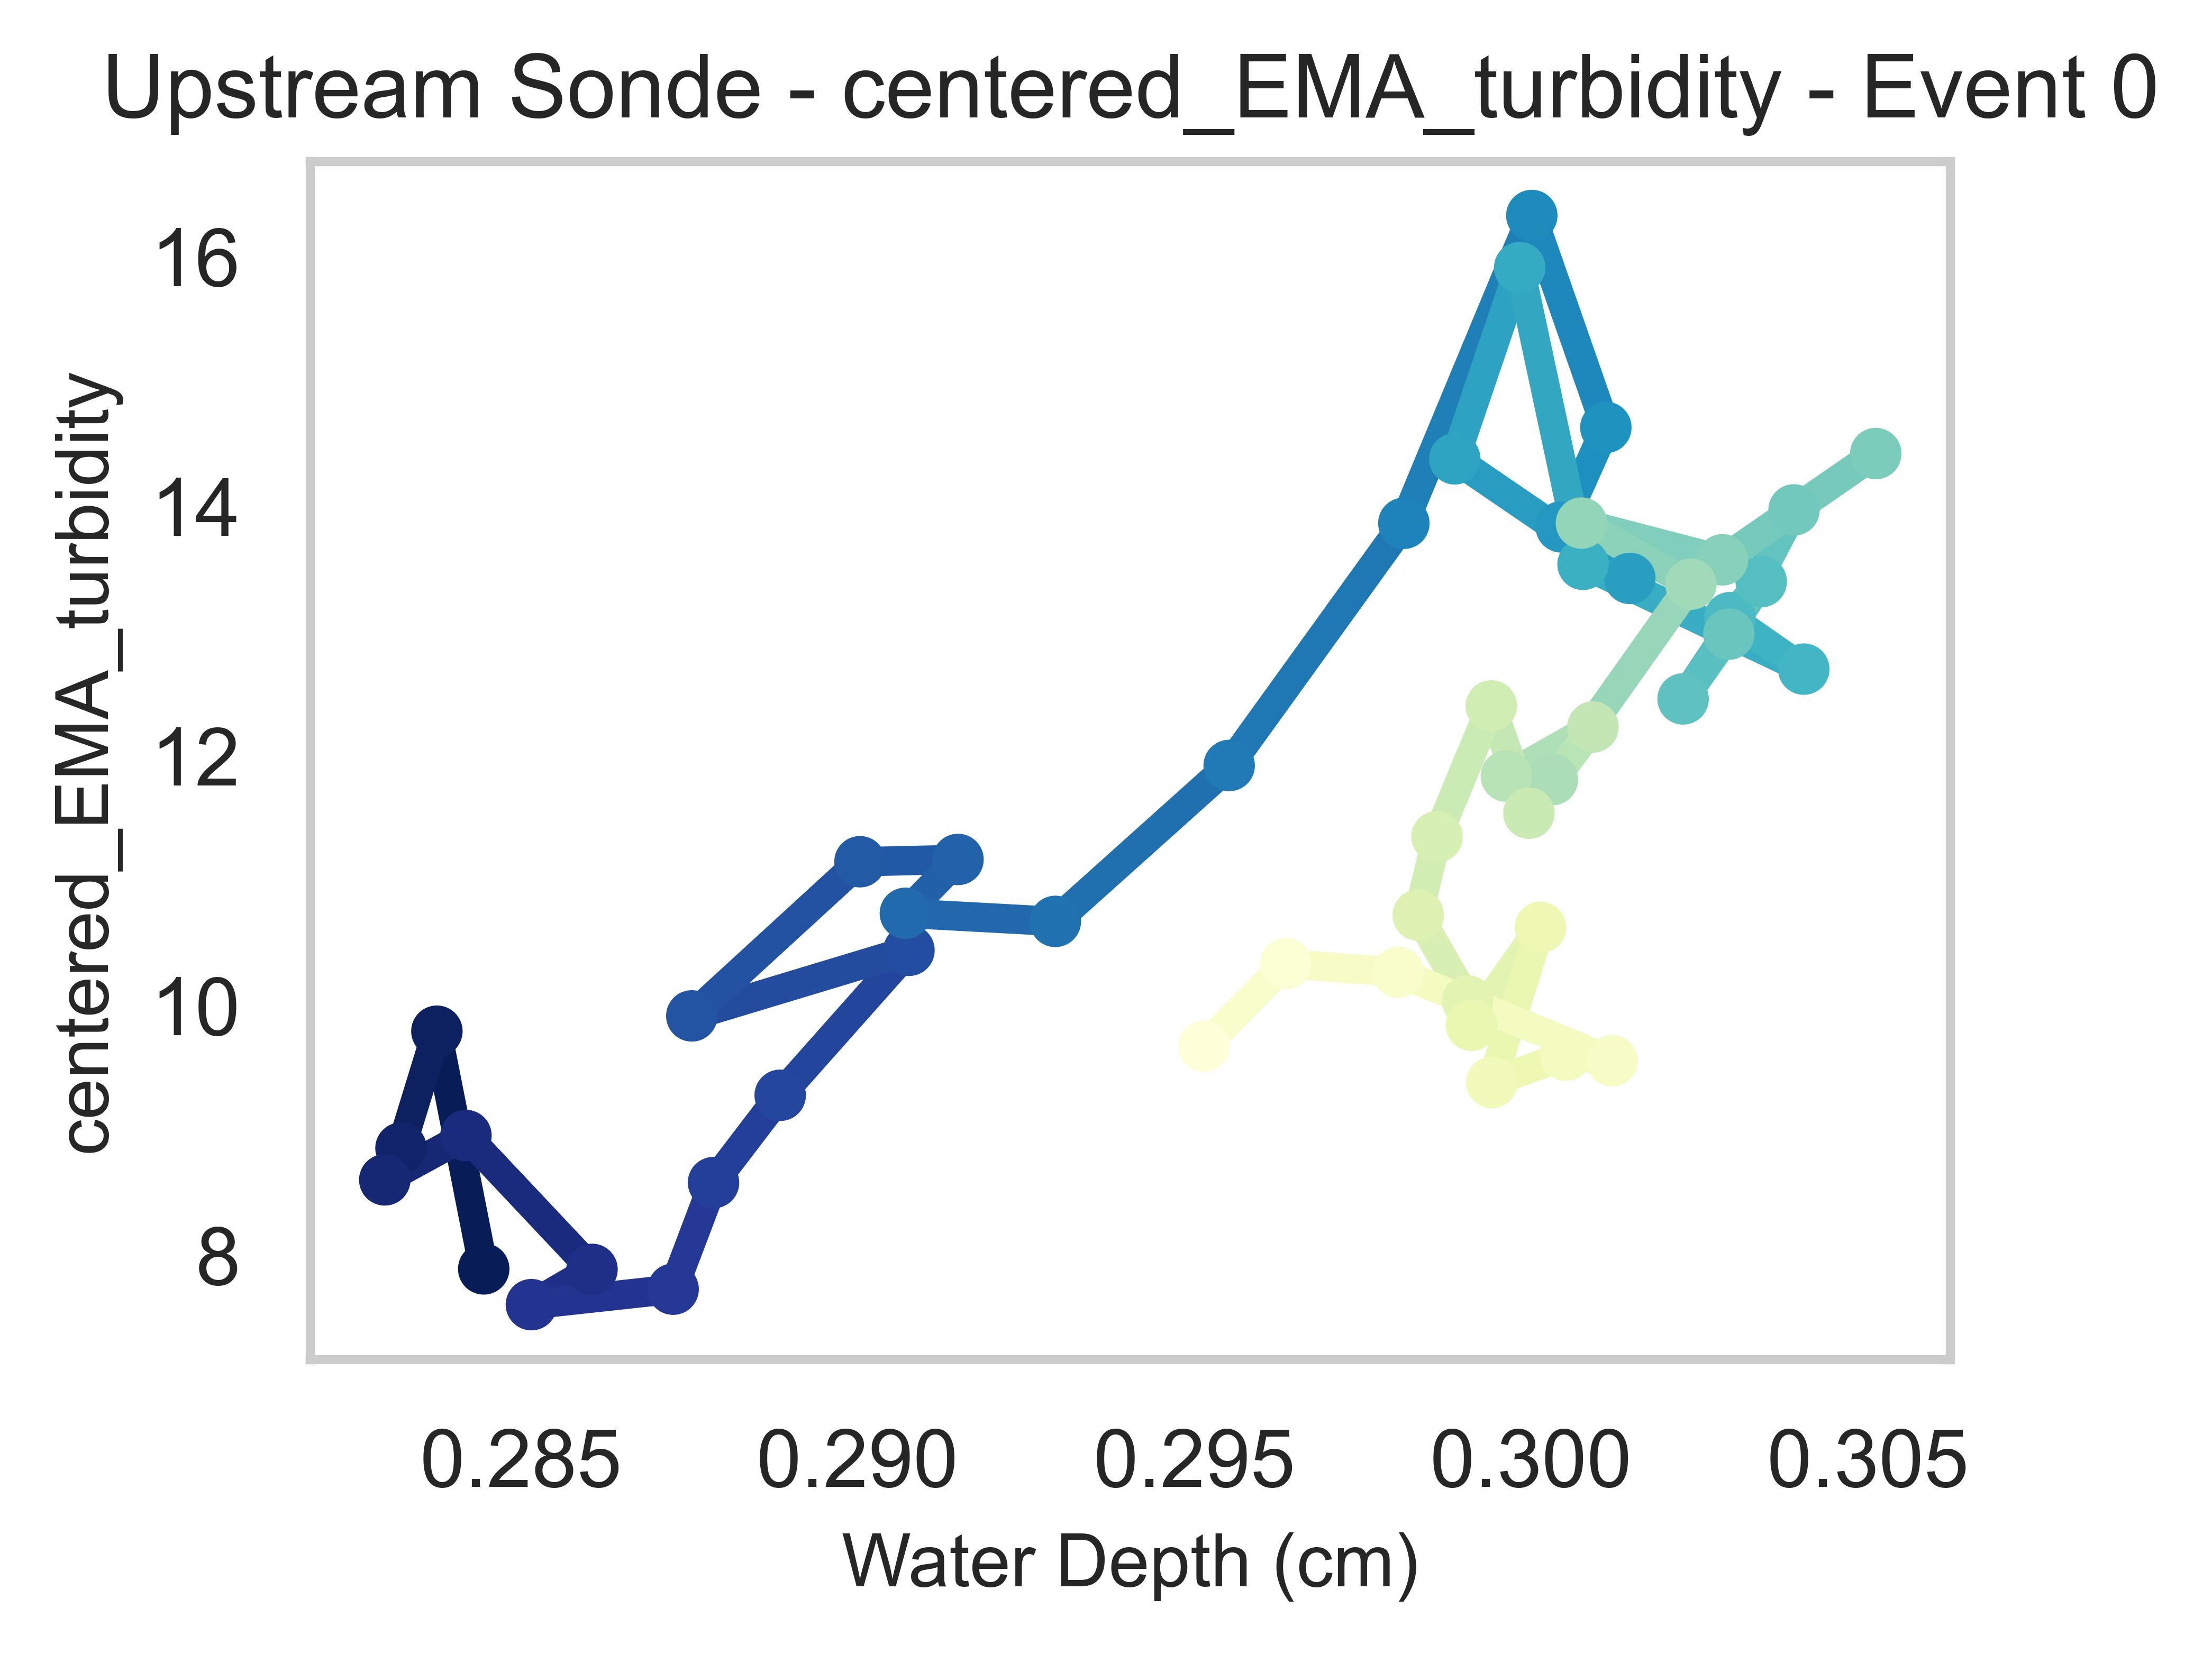 Upstream Sonde - centered_EMA_turbidity - Event 0
centered_EMA_turbidity
16
14
12
10
8
0.285 0.290 0.295 0.300 0.305
Water Depth (cm)